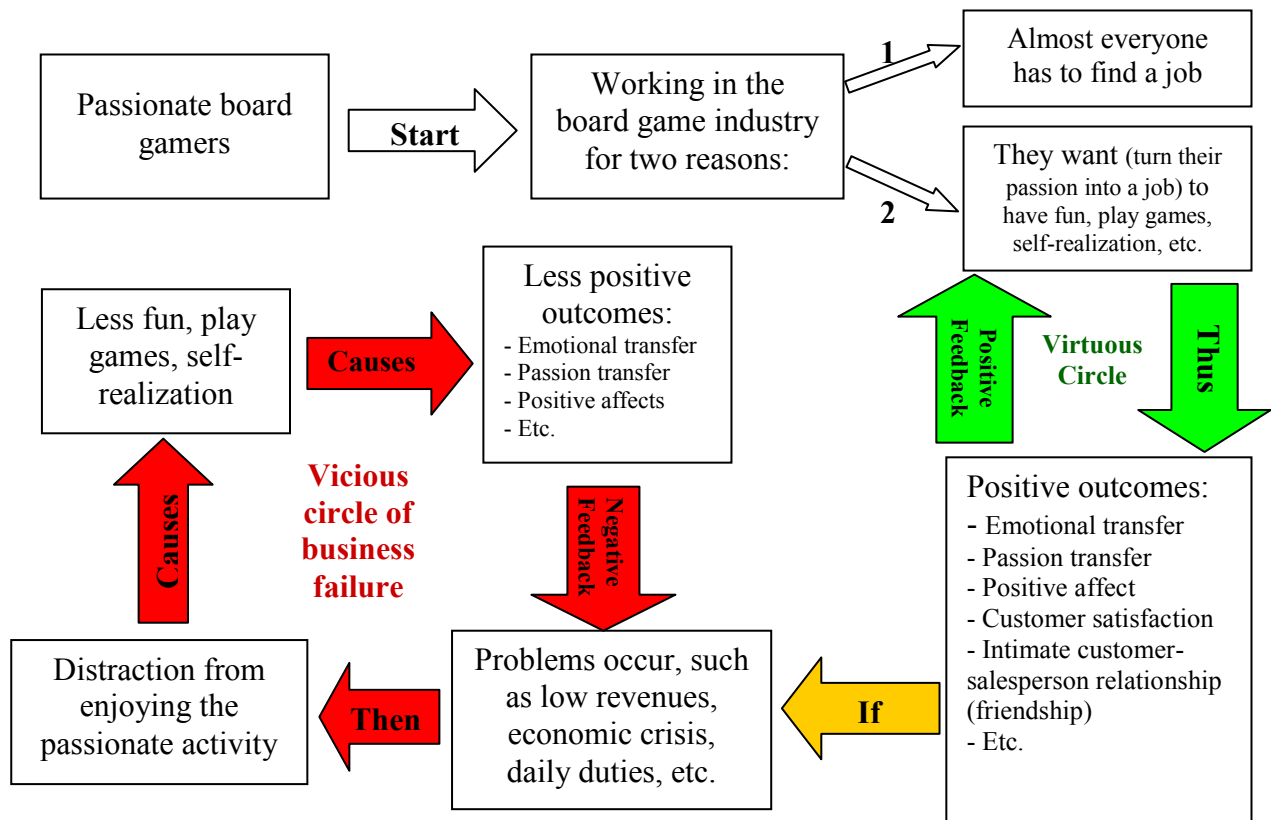 Passionate board
gamers
Start
Working in the
board game industry
for two reasons:
1
Almost everyone
has to find a job
2
They want (turn their
passion into a job) to
have fun, play games,
self-realization, etc.
Positive
Feedback
Virtuous
Circle
Thus
Positive outcomes:
- Emotional transfer
- Passion transfer
- Positive affect
- Customer satisfaction
- Intimate customer-
salesperson relationship
(friendship)
- Etc.
If
Problems occur, such
as low revenues,
economic crisis,
daily duties, etc.
Then
Distraction from
enjoying the
passionate activity
Causes
Less fun, play
games, self-
realization
Causes
Less positive
outcomes:
- Emotional transfer
- Passion transfer
- Positive affects
- Etc.
Negative
Feedback
Vicious
circle of
business
failure